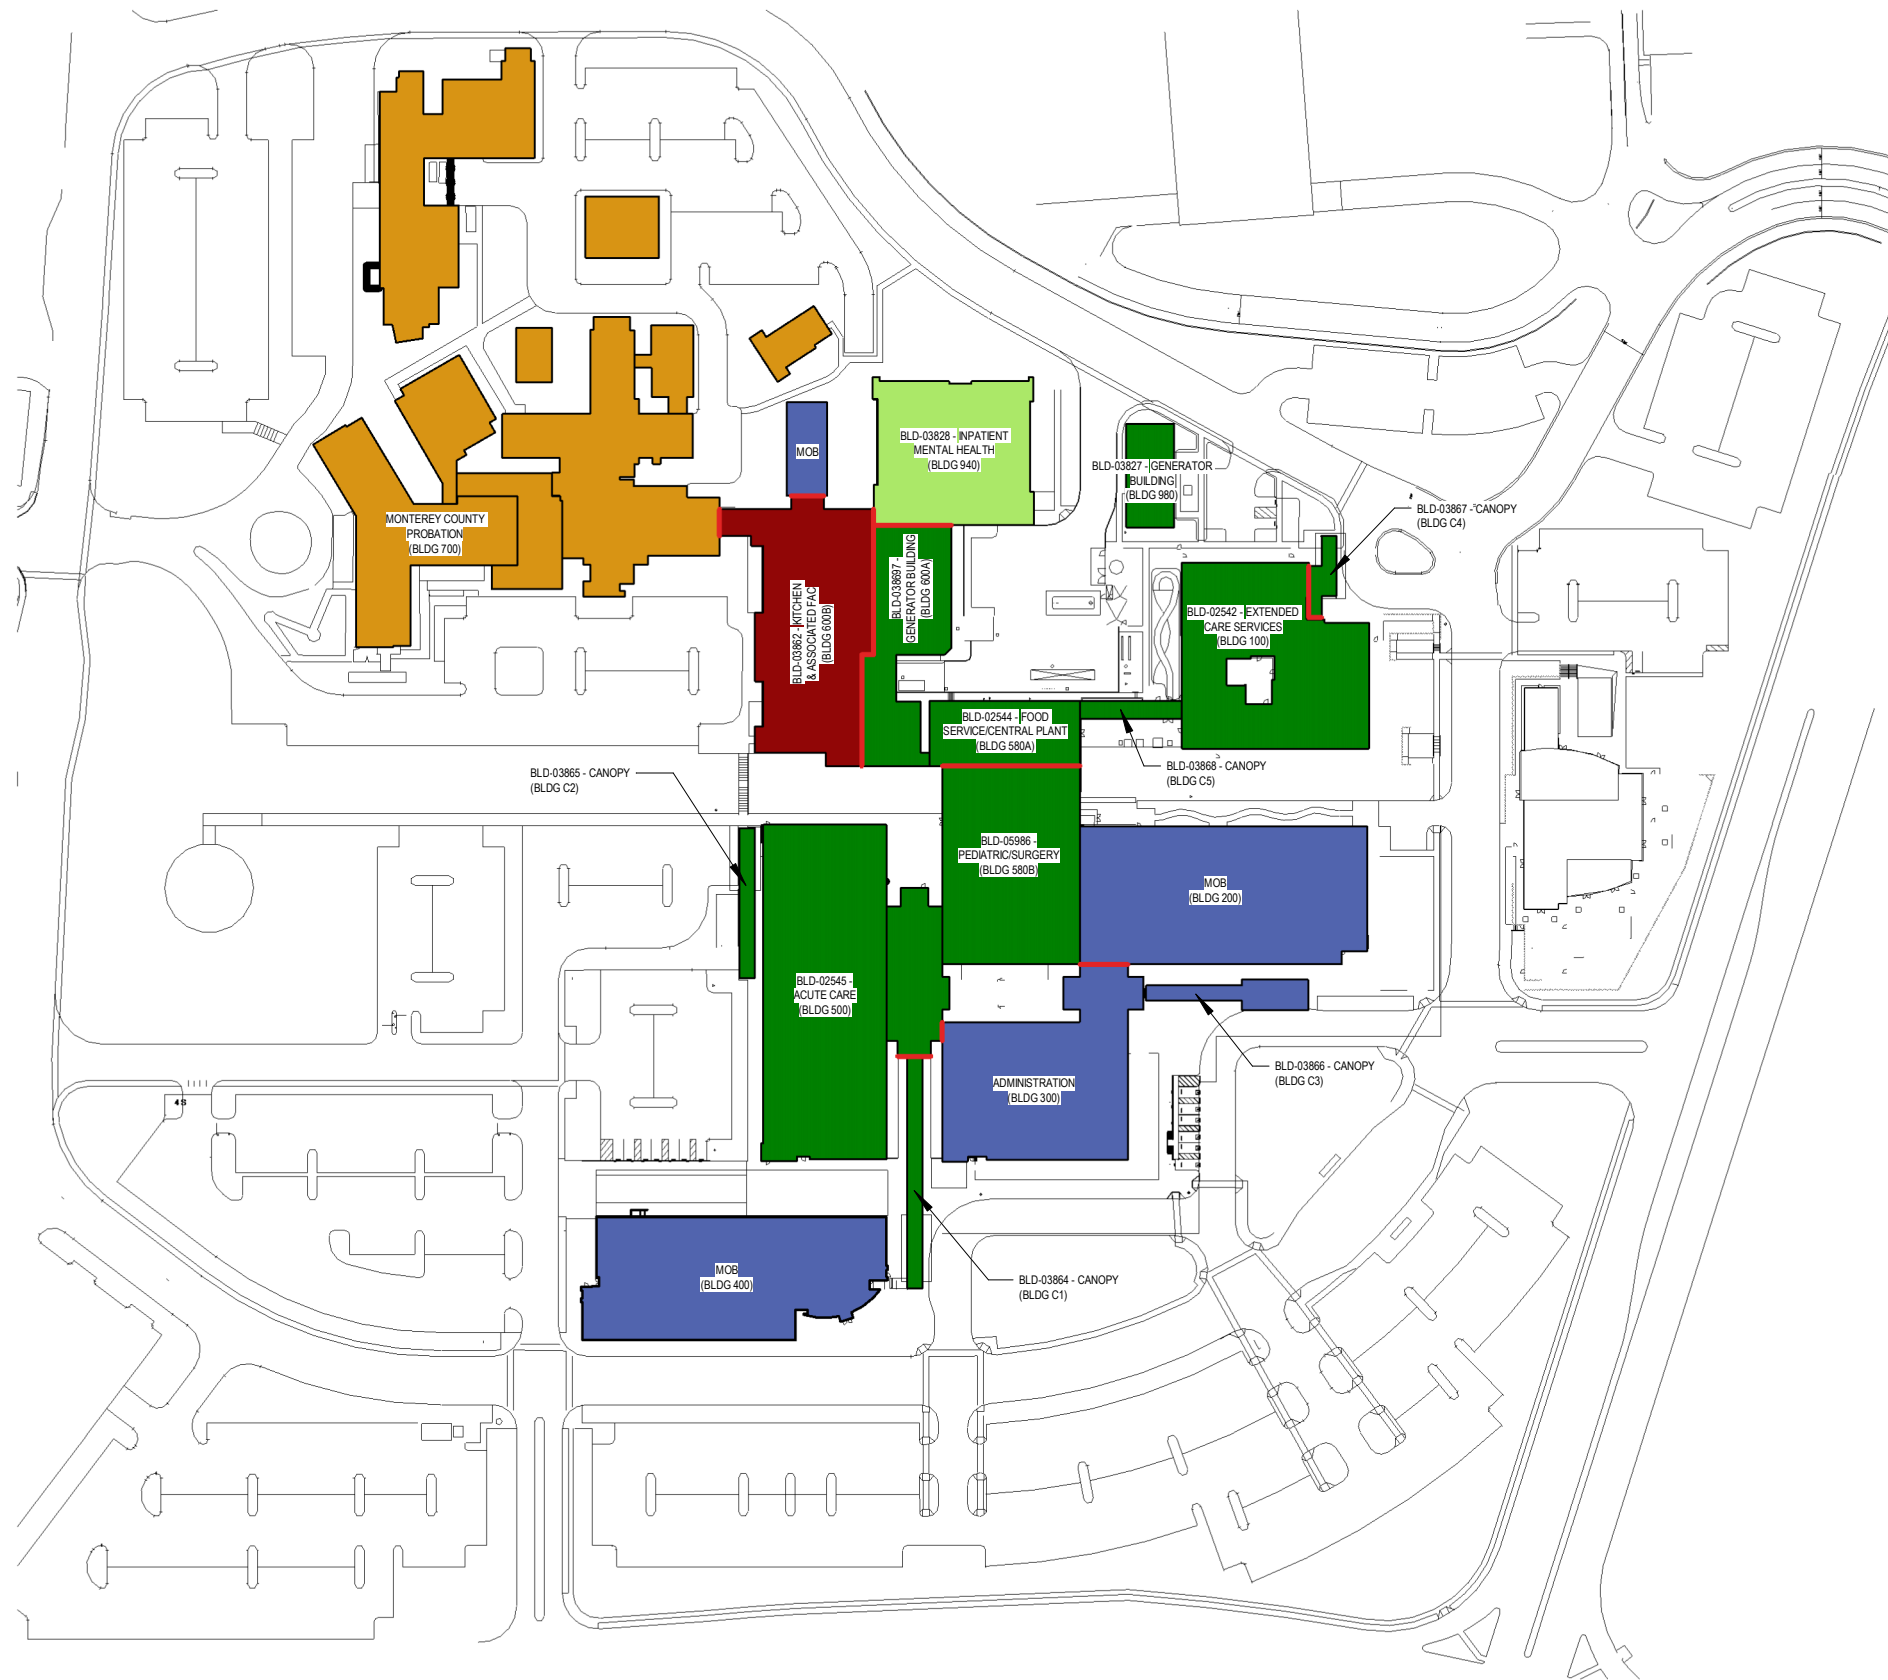 BLD-03828 - INPATIENT
MENTAL HEALTH
(BLDG 940)
MOB
BLD-03827 - GENERATOR
BUILDING
(BLDG 980)
BLD-03867 - CANOPY
(BLDG C4)
MONTEREY COUNTY
PROBATION
(BLDG 700)
BLD-03862 - KITCHEN
& ASSOCIATED FAC
(BLDG 600B)
BLD-038697-
GENERATOR BUILDING
(BLDG 600A)
BLD-02542 - EXTENDED
CARE SERVICES
(BLDG 100)
BLD-02544 - FOOD
SERVICE/CENTRAL PLANT
(BLDG 580A)
BLD-03868 - CANOPY
(BLDG C5)
BLD-03865 - CANOPY
(BLDG C2)
BLD-05986 -
PEDIATRIC/SURGERY
(BLDG 580B)
MOB
(BLDG 200)
BLD-02545 -
ACUTE CARE
(BLDG 500)
BLD-03866 - CANOPY
(BLDG C3)
ADMINISTRATION
(BLDG 300)
4S
MOB
(BLDG 400)
BLD-03864 - CANOPY
(BLDG C1)